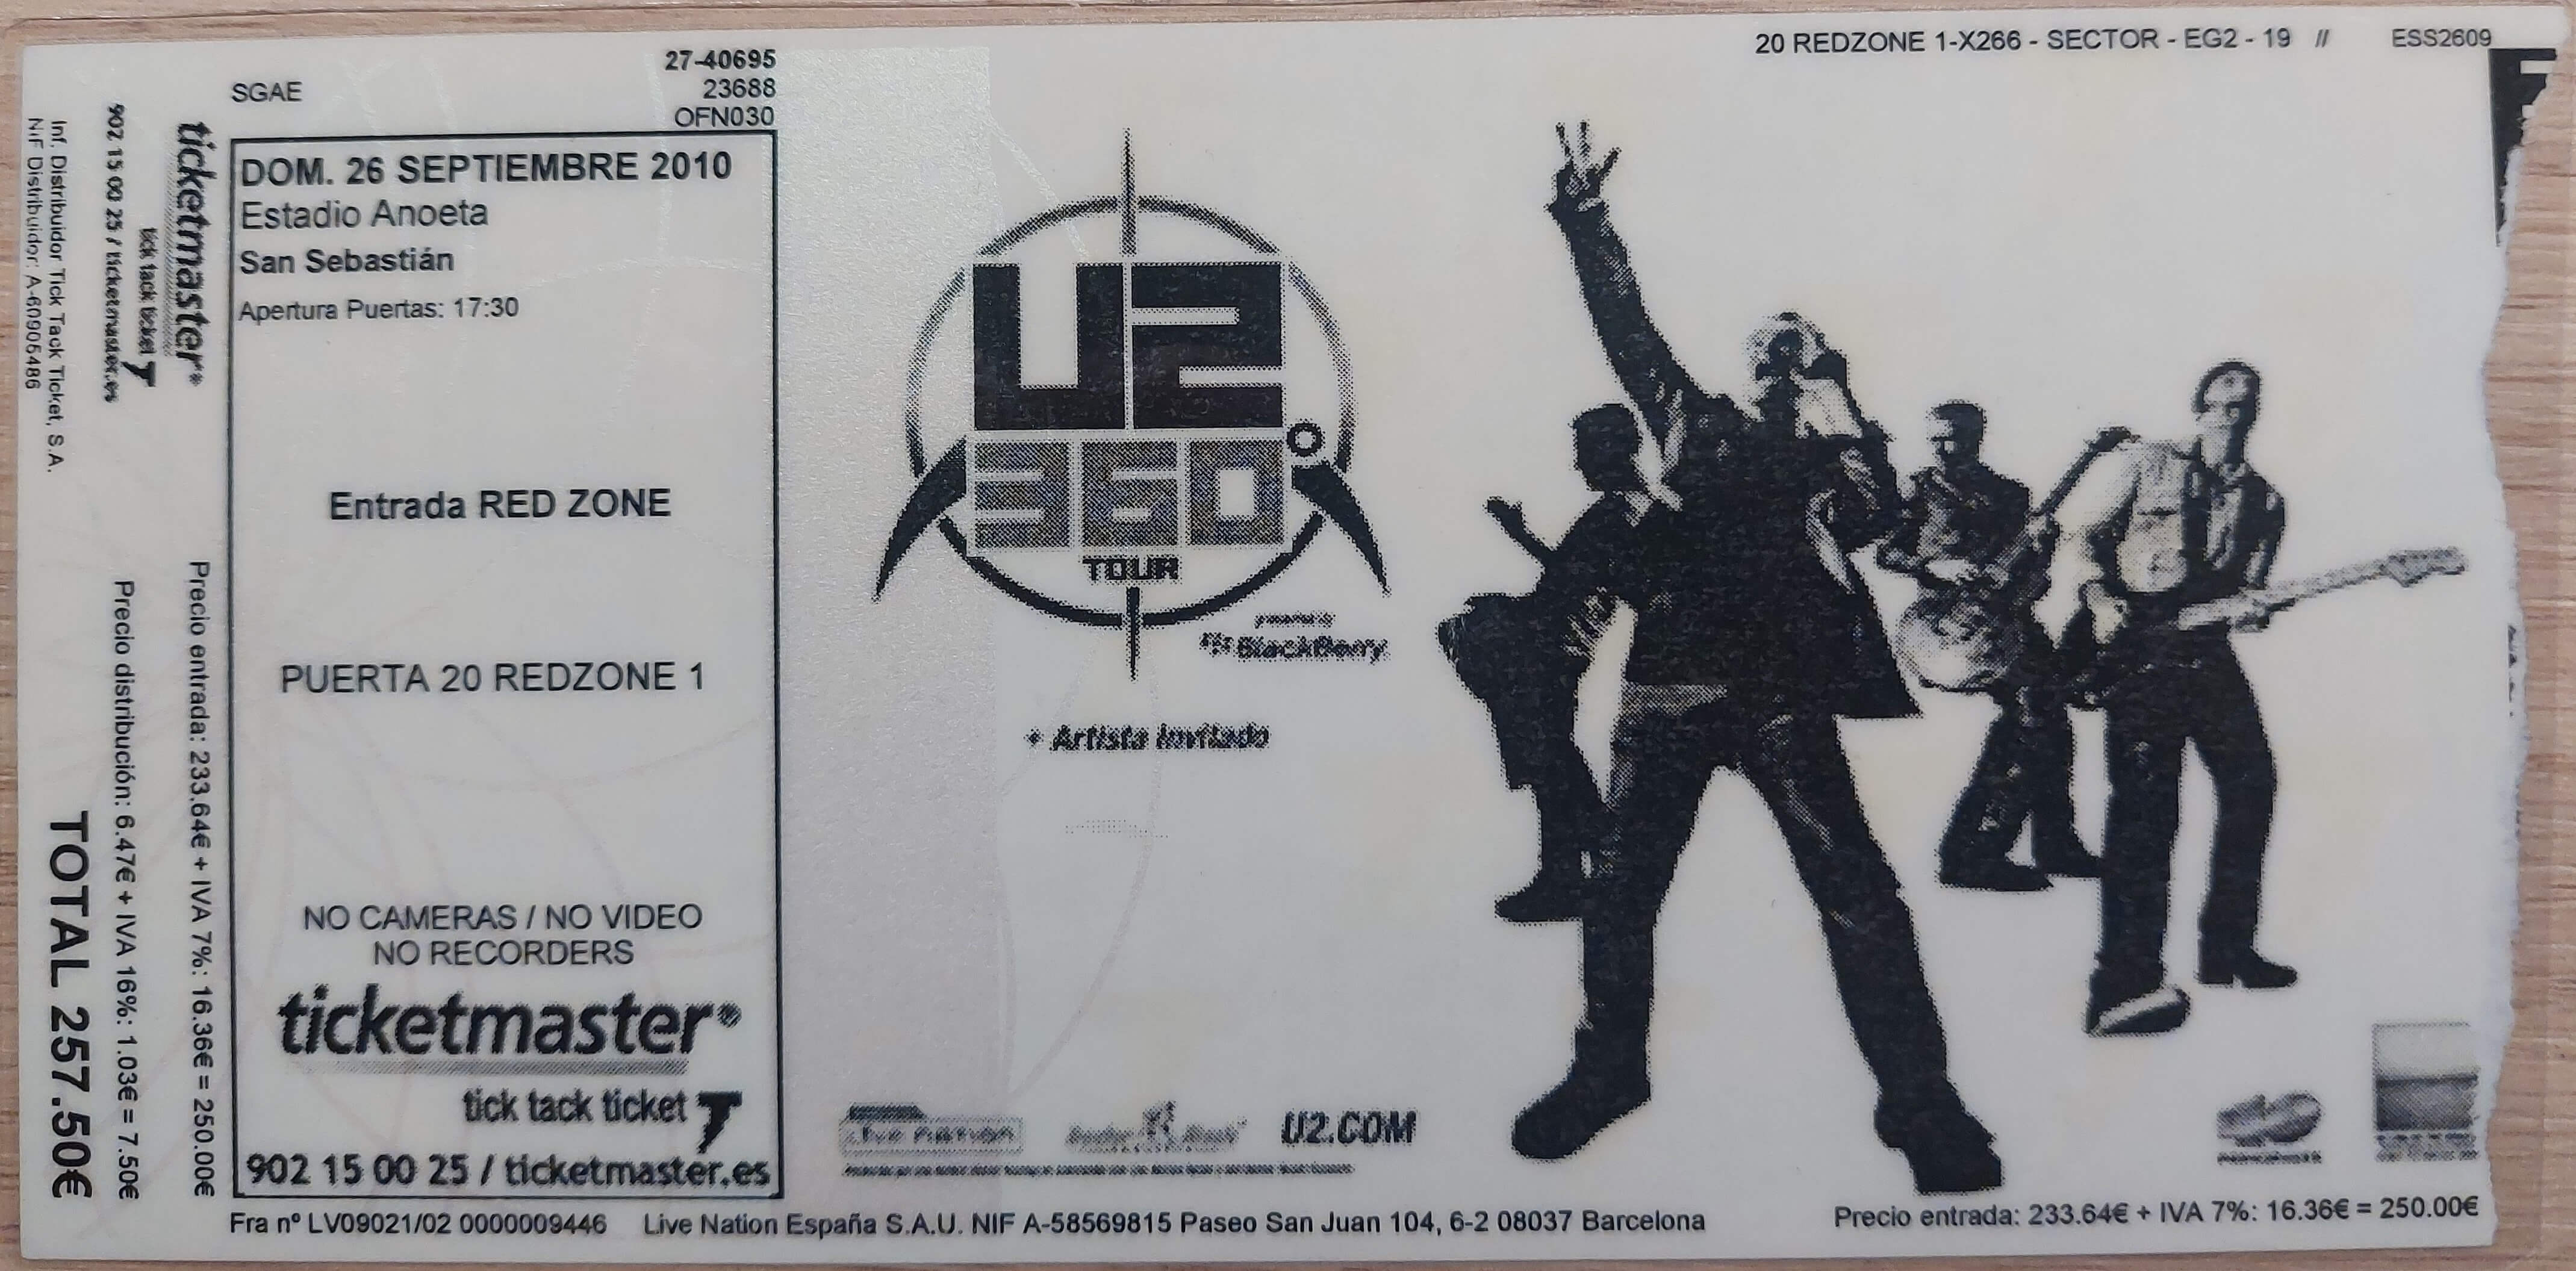 20 REDZONE 1-X266 - SECTOR - EG2 - 19 // ESS2609
27-40695
SGAE
23688
OFN030
DOM. 26 SEPTIEMBRE 2010
Estadio Anoeta
San Sebastián
Apertura Puertas: 17:30
Entrada RED ZONE
PUERTA 20 REDZONE 1
NO CAMERAS / NO VIDEO
NO RECORDERS
ticketmaster®
tick tack ticket T
902 15 00 25 / ticketmaster.es
ticketmaster®
tick tack ticket T
902 15 00 25 / ticketmaster.es
Inf. Distribuidor Tick Tack Ticket, S.A.
NIF Distribuidor: A-60905486
Precio entrada: 233.64€ + IVA 7%: 16.36€ = 250.00€
Precio distribución: 6.47€ + IVA 16%: 1.03€ = 7.50€
TOTAL 257.50€
U2
360°
TOUR
powered by
BlackBerry
+ Artista invitado
LIVE NATION
U2.COM
Fra nº LV09021/02 0000009446 Live Nation España S.A.U. NIF A-58569815 Paseo San Juan 104, 6-2 08037 Barcelona
Precio entrada: 233.64€ + IVA 7%: 16.36€ = 250.00€